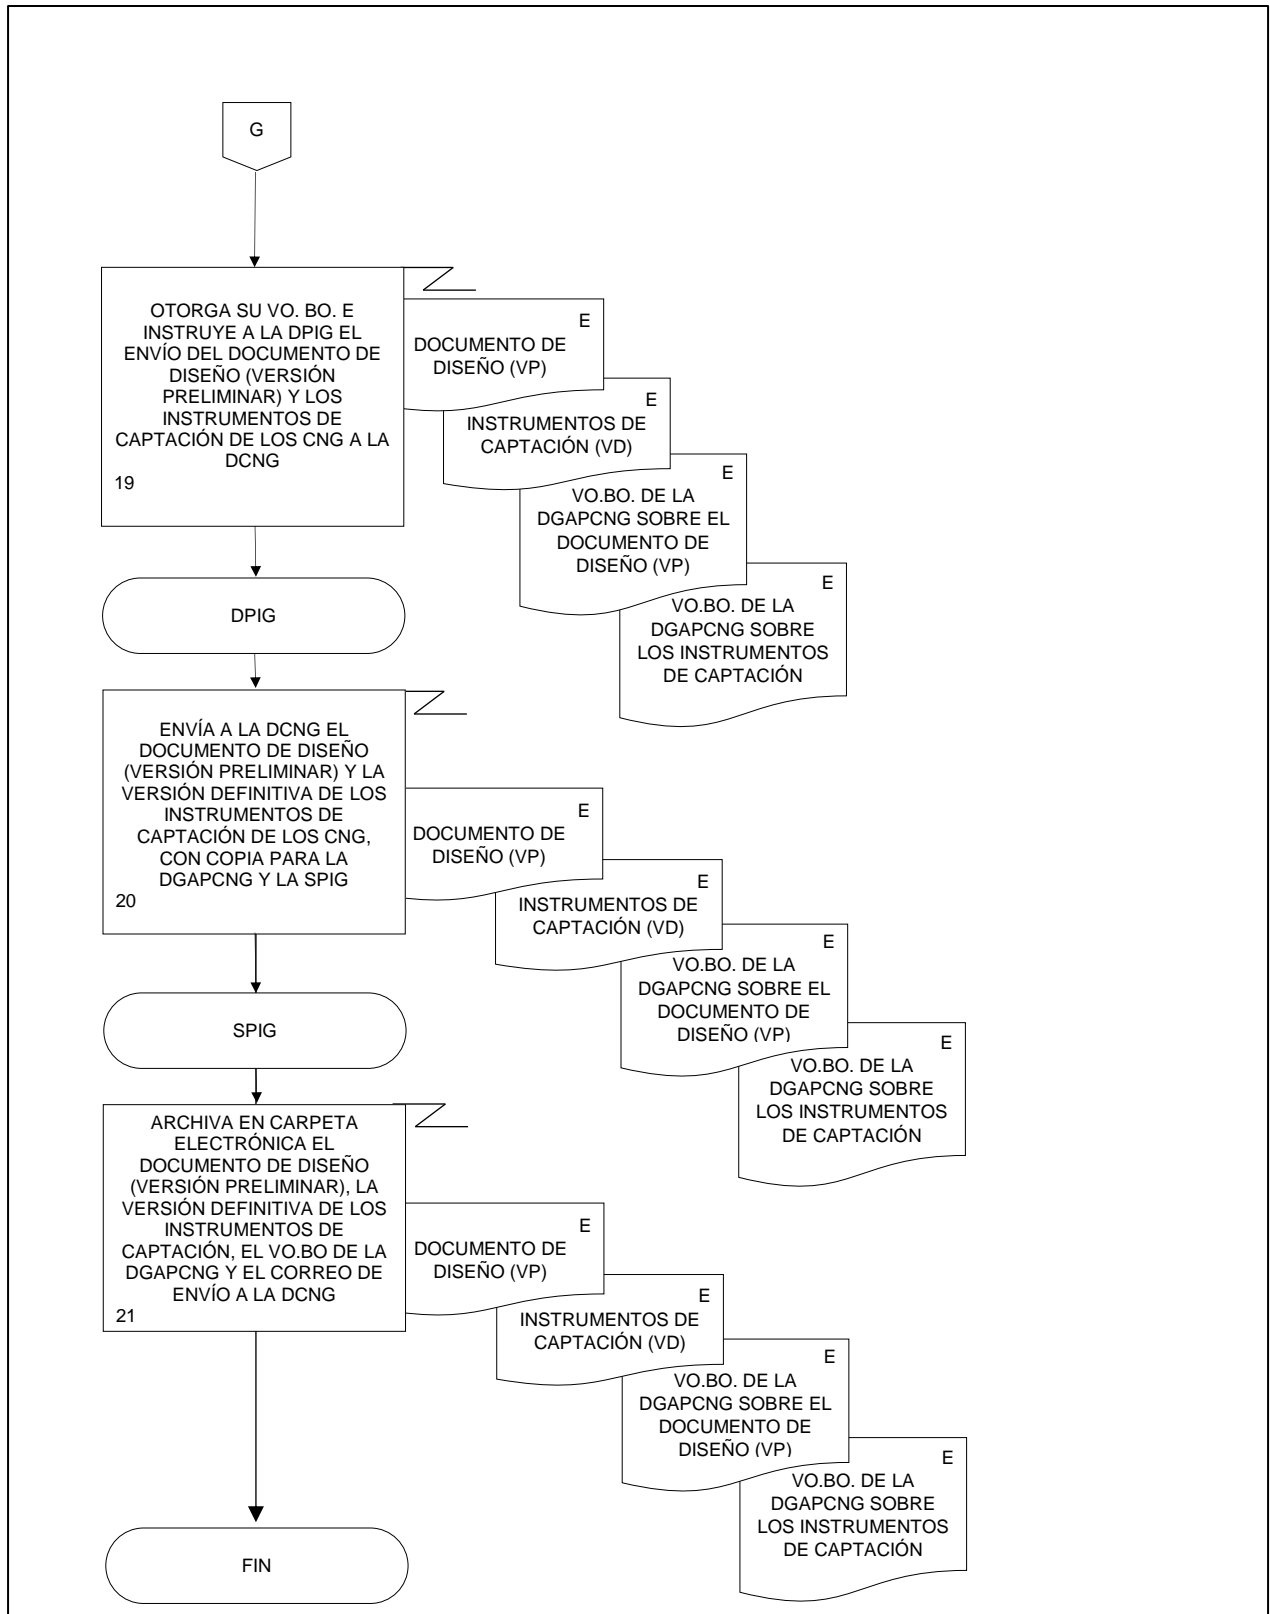 G
OTORGA SU VO. BO. E
INSTRUYE A LA DPIG EL
ENVÍO DEL DOCUMENTO DE
DISEÑO (VERSIÓN
PRELIMINAR) Y LOS
INSTRUMENTOS DE
CAPTACIÓN DE LOS CNG A LA
DCNG
19
E
DOCUMENTO DE
DISEÑO (VP)
E
INSTRUMENTOS DE
CAPTACIÓN (VD)
E
VO.BO. DE LA
DGAPCNG SOBRE EL
DOCUMENTO DE
DISEÑO (VP)
E
VO.BO. DE LA
DGAPCNG SOBRE
LOS INSTRUMENTOS
DE CAPTACIÓN
DPIG
ENVÍA A LA DCNG EL
DOCUMENTO DE DISEÑO
(VERSIÓN PRELIMINAR) Y LA
VERSIÓN DEFINITIVA DE LOS
INSTRUMENTOS DE
CAPTACIÓN DE LOS CNG,
CON COPIA PARA LA
DGAPCNG Y LA SPIG
20
E
DOCUMENTO DE
DISEÑO (VP)
E
INSTRUMENTOS DE
CAPTACIÓN (VD)
E
VO.BO. DE LA
DGAPCNG SOBRE EL
DOCUMENTO DE
DISEÑO (VP)
E
VO.BO. DE LA
DGAPCNG SOBRE
LOS INSTRUMENTOS
DE CAPTACIÓN
SPIG
ARCHIVA EN CARPETA
ELECTRÓNICA EL
DOCUMENTO DE DISEÑO
(VERSIÓN PRELIMINAR), LA
VERSIÓN DEFINITIVA DE LOS
INSTRUMENTOS DE
CAPTACIÓN, EL VO.BO DE LA
DGAPCNG Y EL CORREO DE
ENVÍO A LA DCNG
21
E
DOCUMENTO DE
DISEÑO (VP)
E
INSTRUMENTOS DE
CAPTACIÓN (VD)
E
VO.BO. DE LA
DGAPCNG SOBRE EL
DOCUMENTO DE
DISEÑO (VP)
E
VO.BO. DE LA
DGAPCNG SOBRE
LOS INSTRUMENTOS
DE CAPTACIÓN
FIN